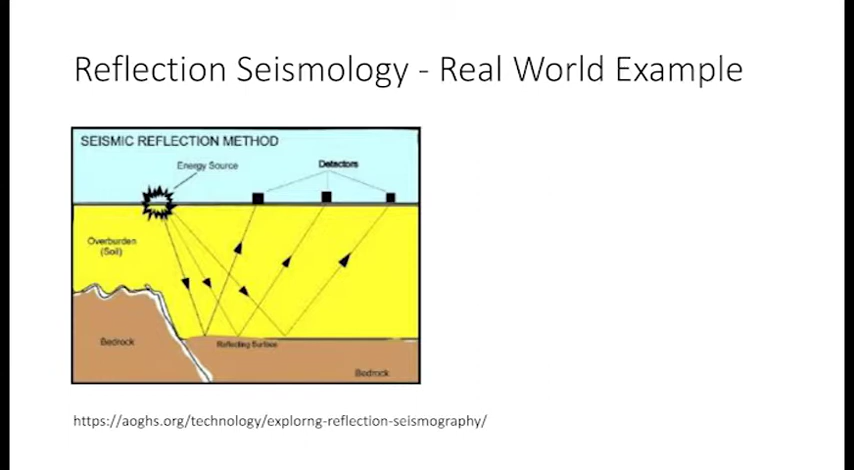 Reflection Seismology - Real World Example
SEISMIC REFLECTION METHOD
Energy Source
Detectors
Overburden
(Soil)
Bedrock
Reflecting Surface
Bedrock
https://aoghs.org/technology/explorng-reflection-seismography/